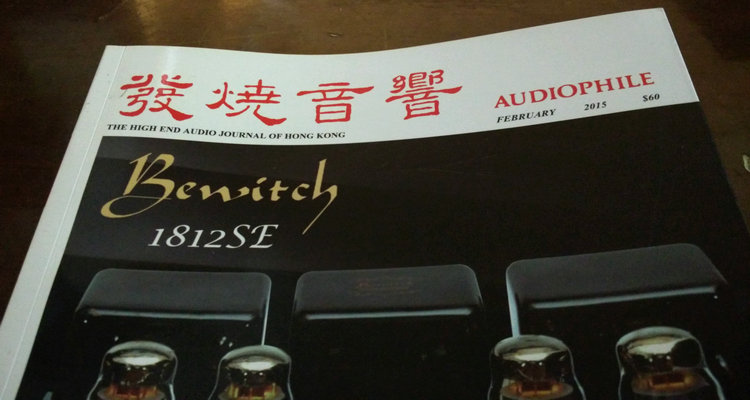 發燒音響
AUDIOPHILE
FEBRUARY 2015 $60
THE HIGH END AUDIO JOURNAL OF HONG KONG
Bewitch
1812SE